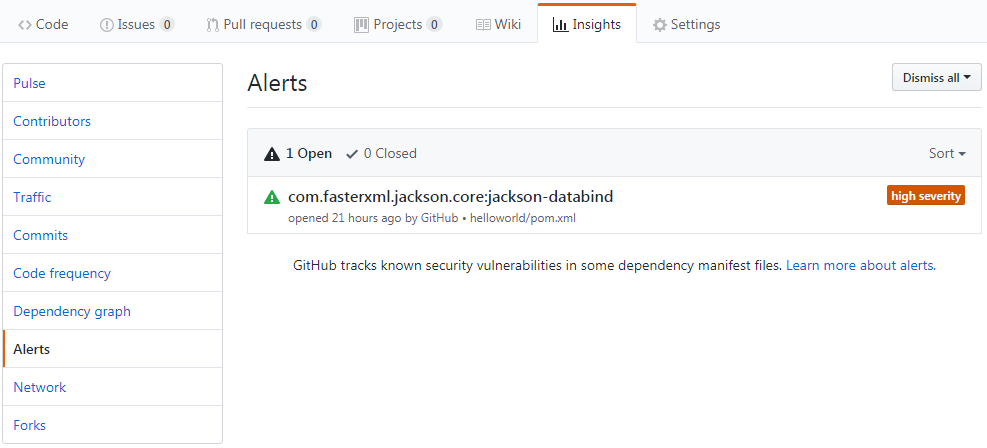 Code Issues 0 Pull requests 0 Projects 0 Wiki Insights Settings
Pulse
Contributors
Community
Traffic
Commits
Code frequency
Dependency graph
Alerts
Network
Forks
Alerts Dismiss all
1 Open 0 Closed Sort
com.fasterxml.jackson.core:jackson-databind high severity
opened 21 hours ago by GitHub • helloworld/pom.xml
GitHub tracks known security vulnerabilities in some dependency manifest files. Learn more about alerts.